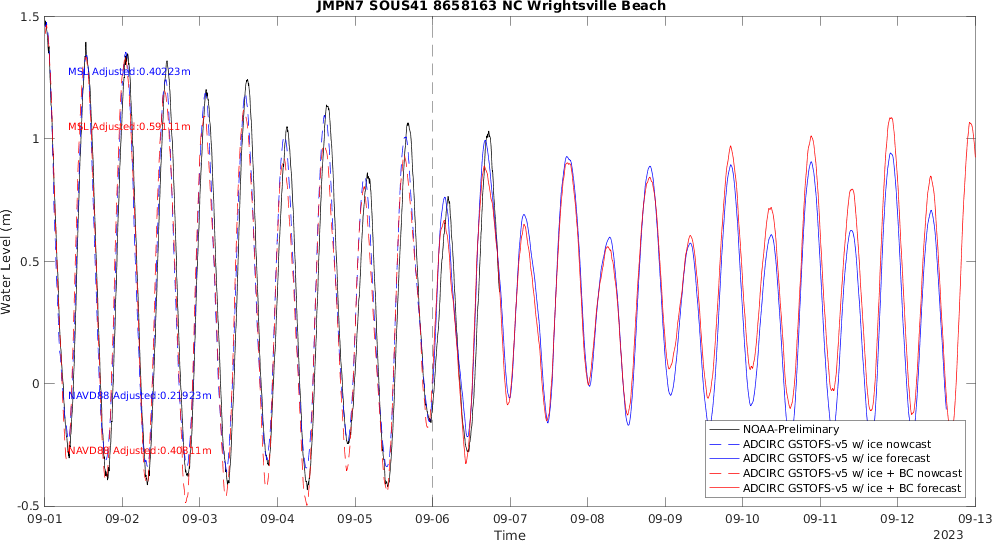 JMPN7 SOUS41 8658163 NC Wrightsville Beach
Water Level (m)
1.5
1
0.5
0
-0.5
MSL Adjusted:0.40223m
MSL Adjusted:0.59111m
NAVD88 Adjusted:0.21923m
NAVD88 Adjusted:0.40811m
NOAA-Preliminary
ADCIRC GSTOFS-v5 w/ ice nowcast
ADCIRC GSTOFS-v5 w/ ice forecast
ADCIRC GSTOFS-v5 w/ ice + BC nowcast
ADCIRC GSTOFS-v5 w/ ice + BC forecast
09-01 09-02 09-03 09-04 09-05 09-06 09-07 09-08 09-09 09-10 09-11 09-12 09-13
Time
2023